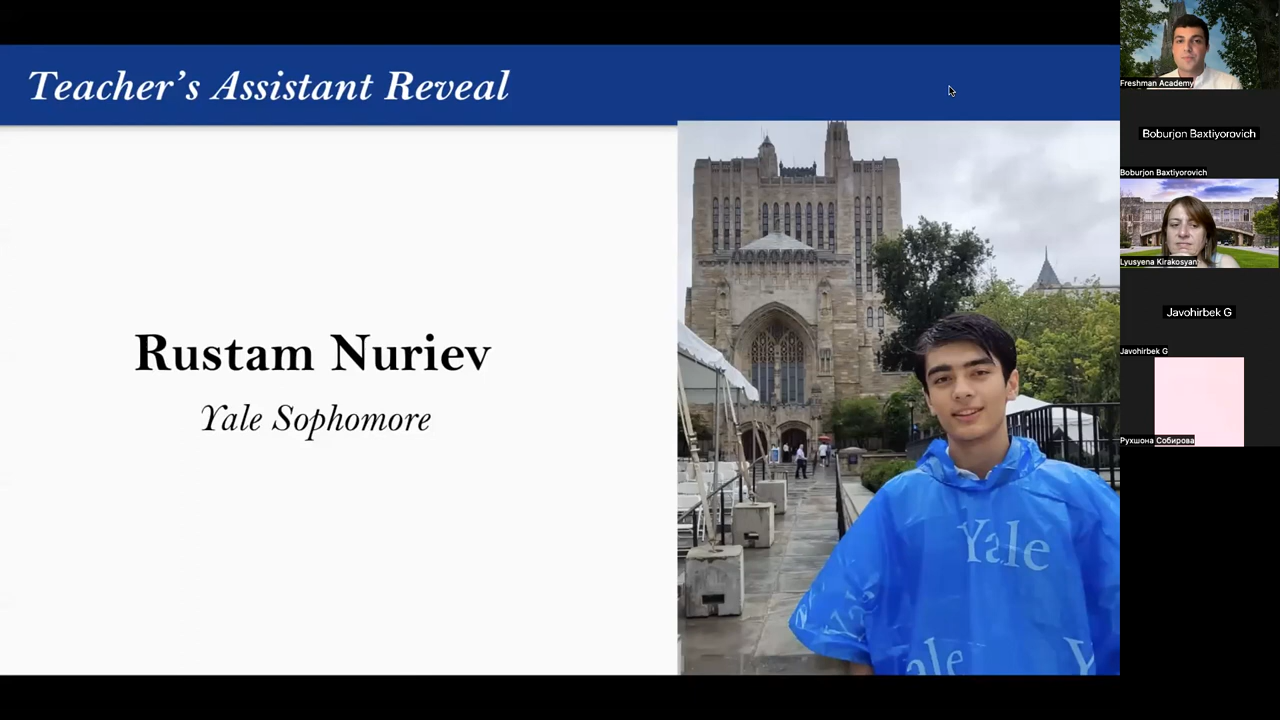 Teacher's Assistant Reveal
Rustam Nuriev
Yale Sophomore
Yale
Yale
ale
Y
Freshman Academy
Boburjon Baxtiyorovich
Boburjon Baxtiyorovich
Lyusyena Kirakosyan
Javohirbek G
Javohirbek G
Рухшона Собирова